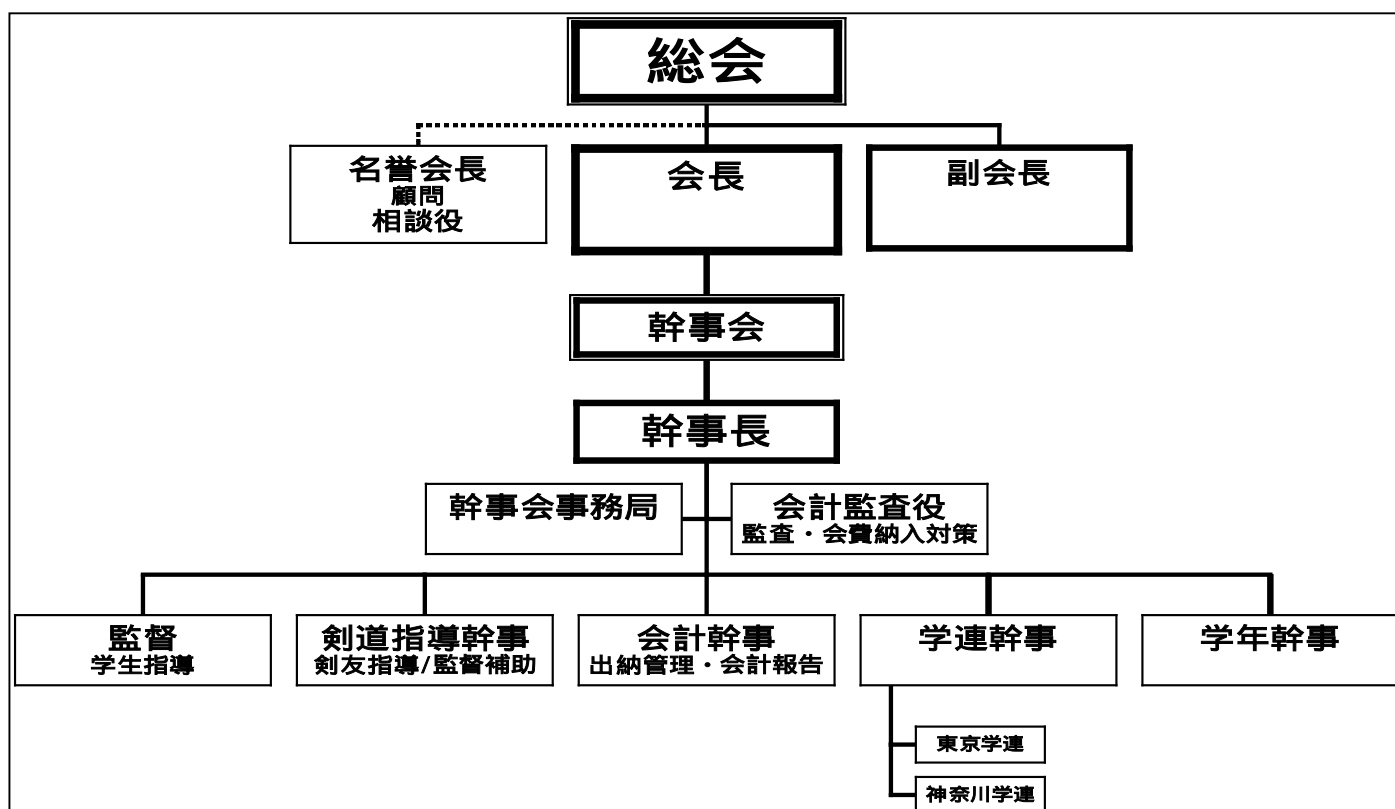 総会
名誉会長
顧問
相談役
会長
副会長
幹事会
幹事長
幹事会事務局
会計監査役
監査・会費納入対策
監督
学生指導
剣道指導幹事
剣友指導/監督補助
会計幹事
出納管理・会計報告
学連幹事
学年幹事
東京学連
神奈川学連